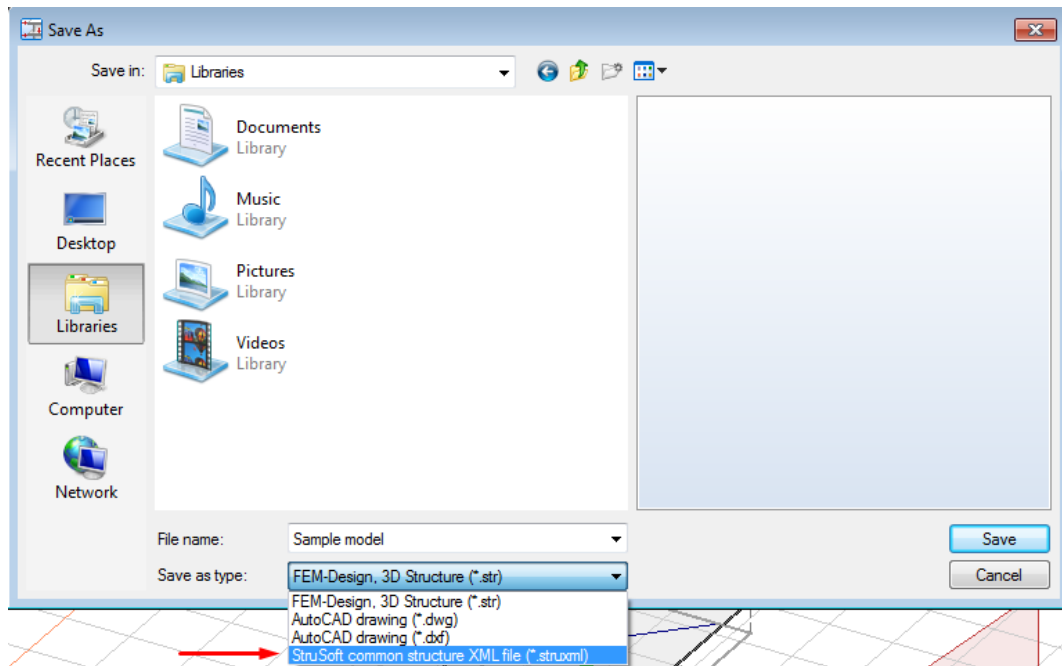 Save As
Save in:
Libraries
Recent Places
Desktop
Libraries
Computer
Network
Documents
Library
Music
Library
Pictures
Library
Videos
Library
File name:
Sample model
Save
Save as type:
FEM-Design, 3D Structure (*.str)
Cancel
FEM-Design, 3D Structure (*.str)
AutoCAD drawing (*.dwg)
AutoCAD drawing (*.dxf)
StruSoft common structure XML file (*.struxml)